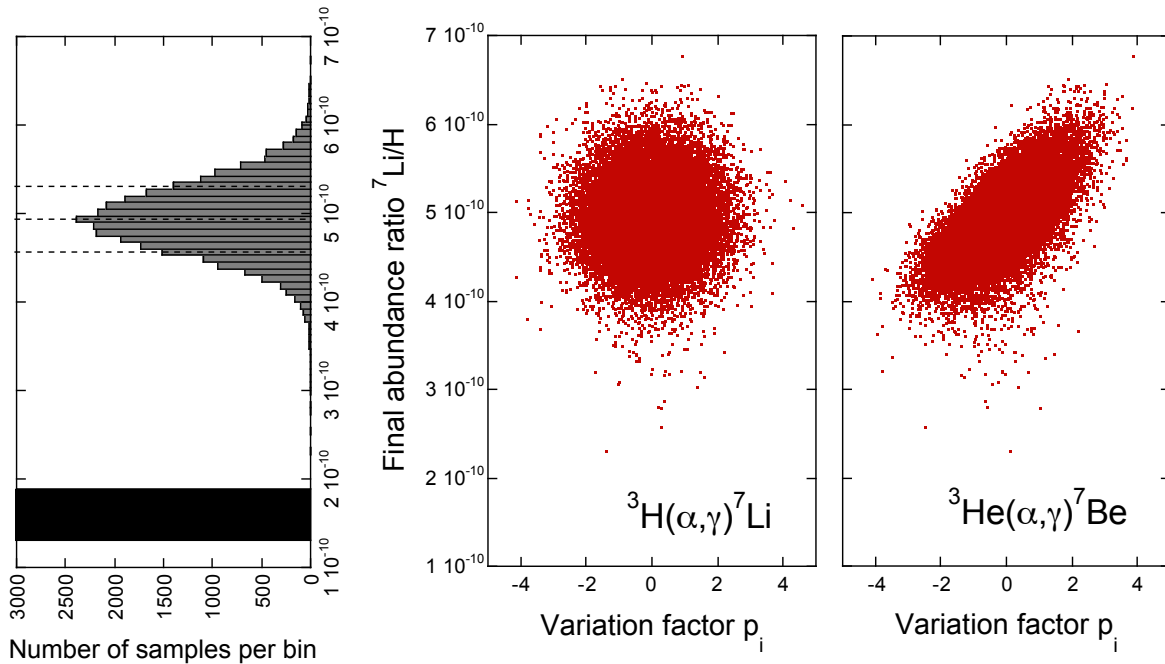 7 10⁻¹⁰
6 10⁻¹⁰
5 10⁻¹⁰
4 10⁻¹⁰
3 10⁻¹⁰
2 10⁻¹⁰
1 10⁻¹⁰
3000 2500 2000 1500 1000 500 0
Number of samples per bin
Final abundance ratio ⁷Li/H
7 10⁻¹⁰
6 10⁻¹⁰
5 10⁻¹⁰
4 10⁻¹⁰
3 10⁻¹⁰
2 10⁻¹⁰
1 10⁻¹⁰
³H(α,γ)⁷Li
-4 -2 0 2 4
Variation factor pᵢ
³He(α,γ)⁷Be
-4 -2 0 2 4
Variation factor pᵢ